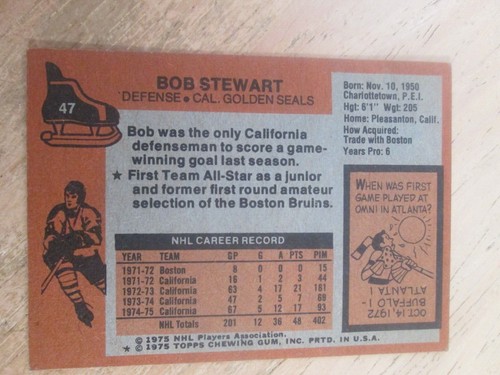 47
BOB STEWART
DEFENSE ● CAL. GOLDEN SEALS
Bob was the only California
defenseman to score a game-
winning goal last season.
★ First Team All-Star as a junior
and former first round amateur
selection of the Boston Bruins.
NHL CAREER RECORD
YEAR TEAM GP G A PTS PIM
1971-72 Boston 8 0 0 0 15
1971-72 California 16 1 2 3 44
1972-73 California 63 4 17 21 161
1973-74 California 47 2 5 7 69
1974-75 California 67 5 12 17 93
NHL Totals 201 12 36 48 402
© 1975 NHL Players Association.
★ © 1975 TOPPS CHEWING GUM, INC. PRTD. IN U.S.A.
Born: Nov. 10, 1950
Charlottetown, P.E.I.
Hgt: 6'1" Wgt: 205
Home: Pleasanton, Calif.
How Acquired:
Trade with Boston
Years Pro: 6
WHEN WAS FIRST
GAME PLAYED AT
OMNI IN ATLANTA?
OCT. 14, 1972
BUFFALO 1 -
ATLANTA 1